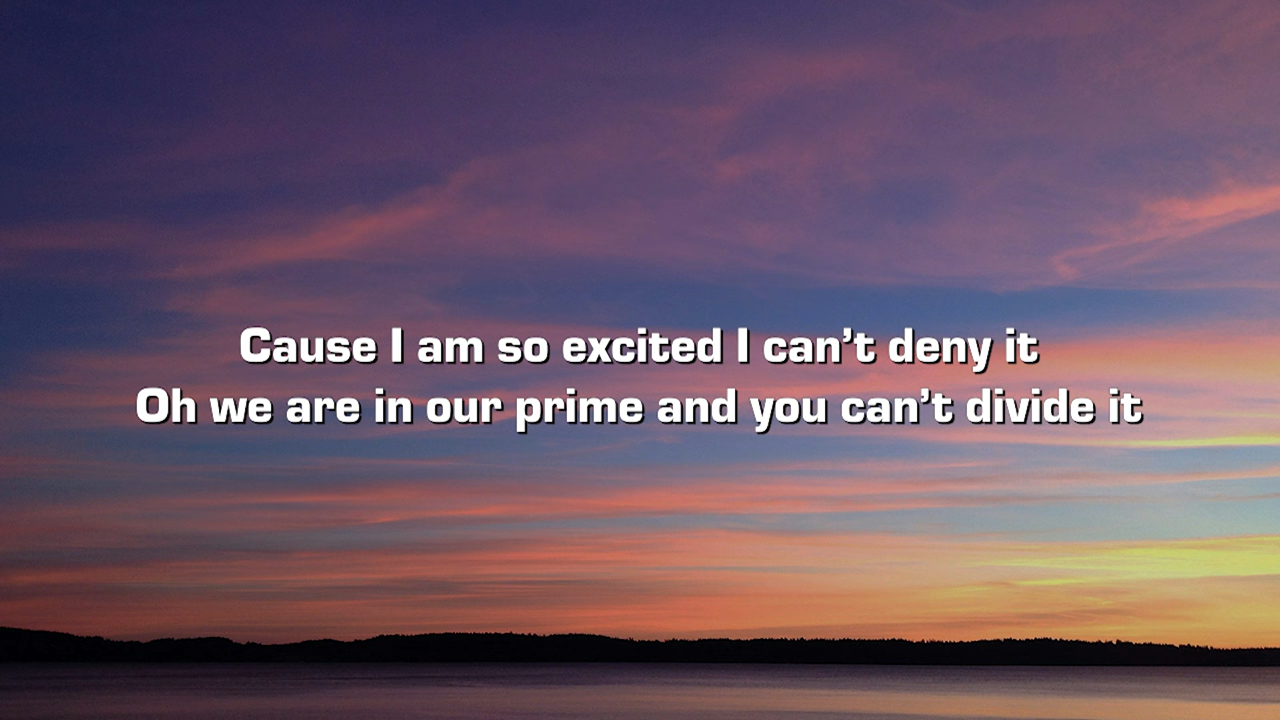 Cause I am so excited I can’t deny it
Oh we are in our prime and you can’t divide it